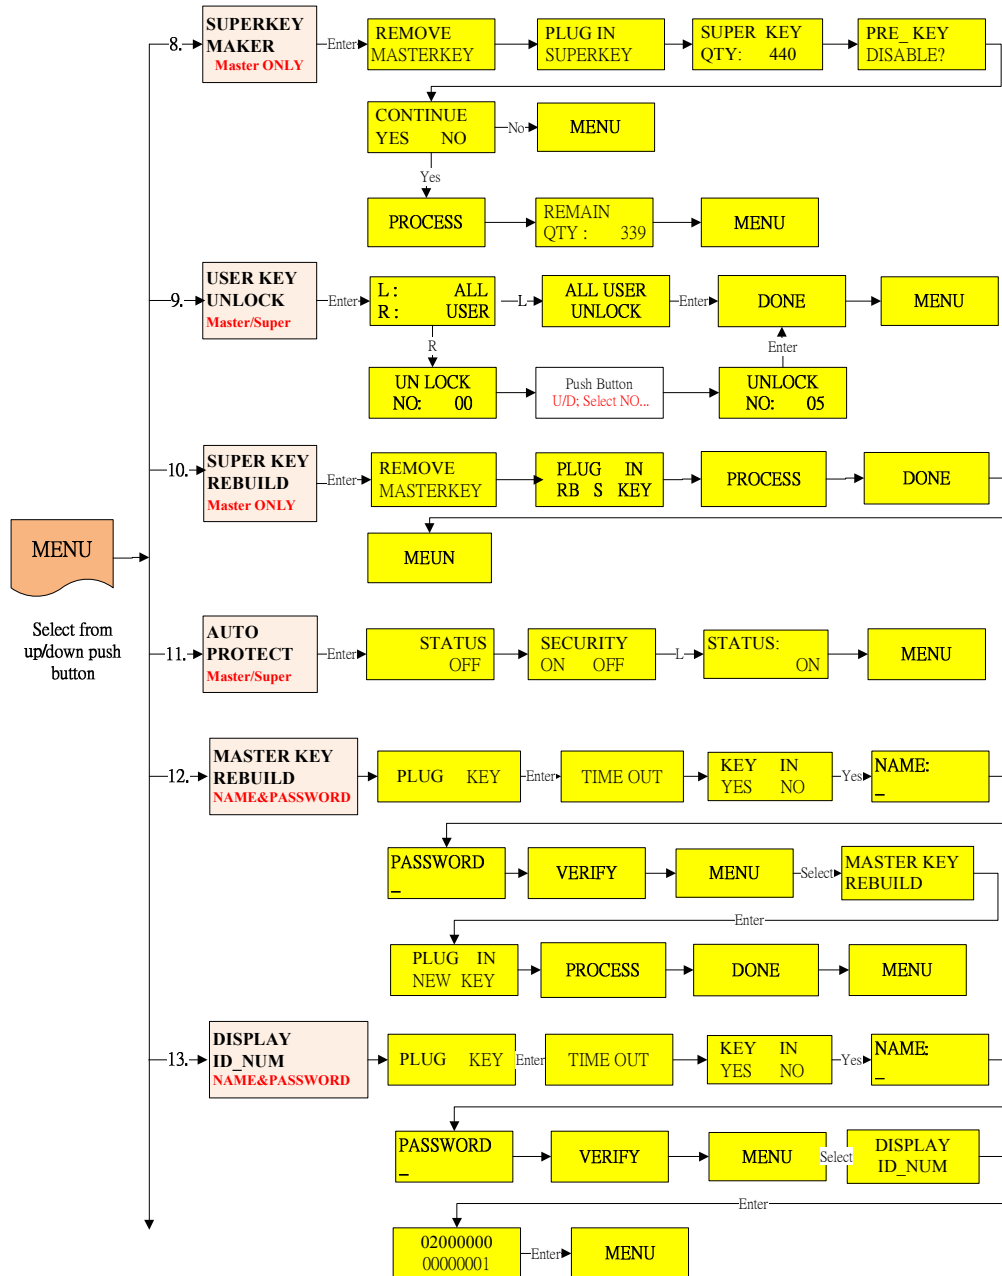 8.
SUPERKEY
MAKER
Master ONLY
Enter
REMOVE
MASTERKEY
PLUG IN
SUPERKEY
SUPER KEY
QTY: 440
PRE_KEY
DISABLE?
CONTINUE
YES NO
No
MENU
Yes
PROCESS
REMAIN
QTY : 339
MENU
9.
USER KEY
UNLOCK
Master/Super
Enter
L : ALL
R : USER
L
ALL USER
UNLOCK
Enter
DONE
MENU
R
Enter
UN LOCK
NO: 00
Push Button
U/D; Select NO...
UNLOCK
NO: 05
10.
SUPER KEY
REBUILD
Master ONLY
Enter
REMOVE
MASTERKEY
PLUG IN
RB S KEY
PROCESS
DONE
MEUN
MENU
Select from
up/down push
button
11.
AUTO
PROTECT
Master/Super
Enter
STATUS
OFF
SECURITY
ON OFF
L
STATUS:
ON
MENU
12.
MASTER KEY
REBUILD
NAME&PASSWORD
PLUG KEY
Enter
TIME OUT
KEY IN
YES NO
Yes
NAME:
_
PASSWORD
_
VERIFY
MENU
Select
MASTER KEY
REBUILD
Enter
PLUG IN
NEW KEY
PROCESS
DONE
MENU
13.
DISPLAY
ID_NUM
NAME&PASSWORD
PLUG KEY
Enter
TIME OUT
KEY IN
YES NO
Yes
NAME:
_
PASSWORD
_
VERIFY
MENU
Select
DISPLAY
ID_NUM
Enter
02000000
00000001
Enter
MENU